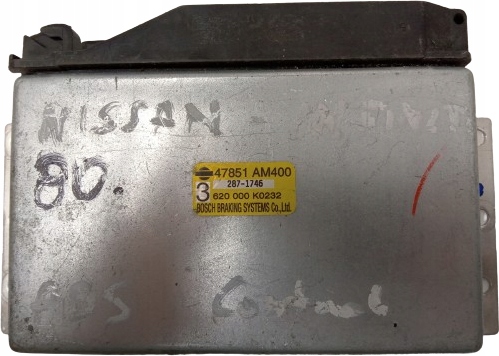 NISSAN -
80
47851 AM400
287-1746
3 620 000 K0232
BOSCH BRAKING SYSTEMS Co., Ltd.
ABS Control